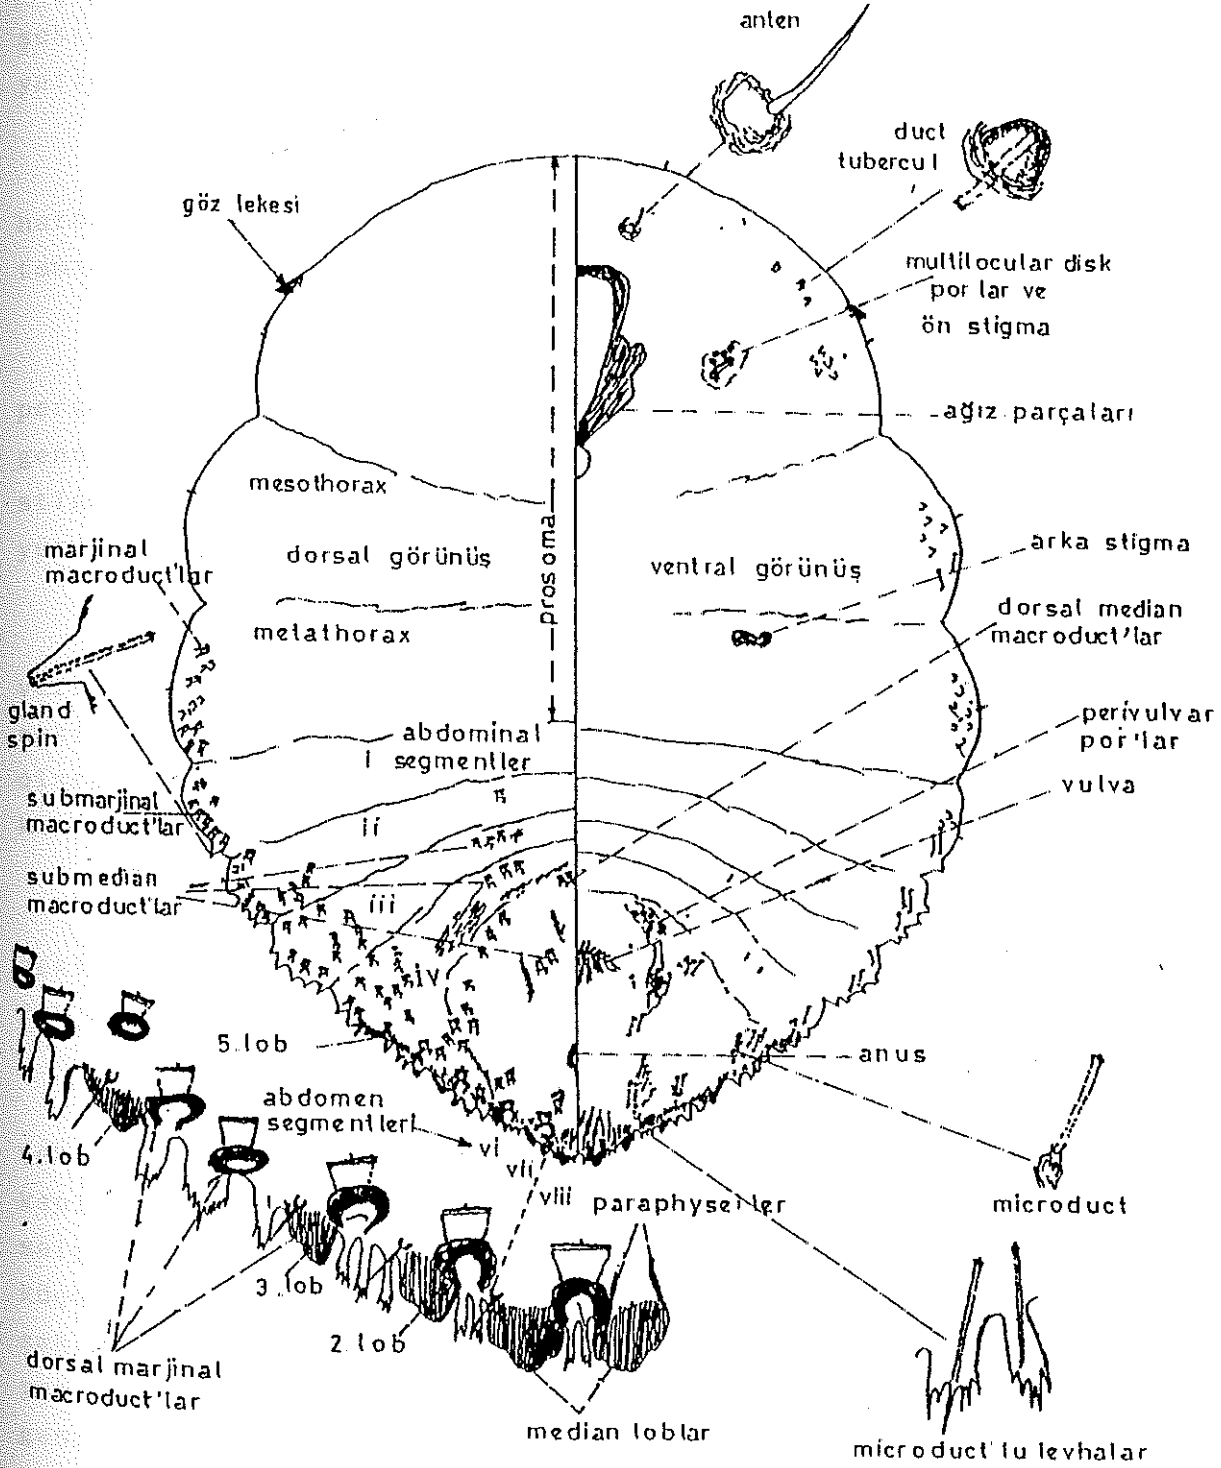 anten
duct
tubercul
göz lekesi
multilocular disk
porlar ve
ön stigma
ağız parçaları
mesothorax
prosoma
marjinal
macroduct'lar
dorsal görünüş
ventral görünüş
arka stigma
metathorax
dorsal median
macroduct'lar
gland
spin
abdominal
I segmentler
perivulvar
por'lar
vulva
submarjinal
macroduct'lar
ii
submedian
macroduct'lar
iii
iv
5.lob
anus
abdomen
segmentleri
vi
vii
viii
4.lob
paraphyse'ler
microduct
3.lob
2.lob
dorsal marjinal
macroduct'lar
median loblar
microduct'lu levhalar